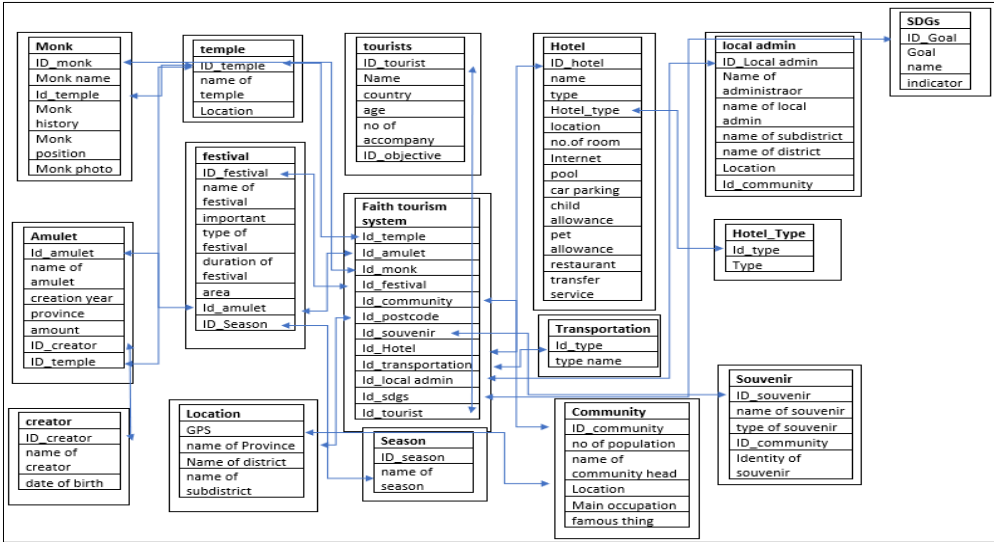 Monk
ID_monk
Monk name
Id_temple
Monk
history
Monk
position
Monk photo
temple
ID_temple
name of
temple
Location
tourists
ID_tourist
Name
country
age
no of
accompany
ID_objective
Hotel
ID_hotel
name
type
Hotel_type
location
no.of room
Internet
pool
car parking
child
allowance
pet
allowance
restaurant
transfer
service
local admin
ID_Local admin
Name of
administraor
name of local
admin
name of subdistrict
name of district
Location
Id_community
SDGs
ID_Goal
Goal
name
indicator
festival
ID_festival
name of
festival
important
type of
festival
duration of
festival
area
Id_amulet
ID_Season
Faith tourism
system
Id_temple
Id_amulet
Id_monk
Id_festival
Id_community
Id_postcode
Id_souvenir
Id_Hotel
Id_transportation
Id_local admin
Id_sdgs
Id_tourist
Amulet
Id_amulet
name of
amulet
creation year
province
amount
ID_creator
ID_temple
Hotel_Type
Id_type
Type
Transportation
Id_type
type name
creator
ID_creator
name of
creator
date of birth
Location
GPS
name of Province
Name of district
name of
subdistrict
Season
ID_season
name of
season
Community
ID_community
no of population
name of
community head
Location
Main occupation
famous thing
Souvenir
ID_souvenir
name of souvenir
type of souvenir
ID_community
Identity of
souvenir